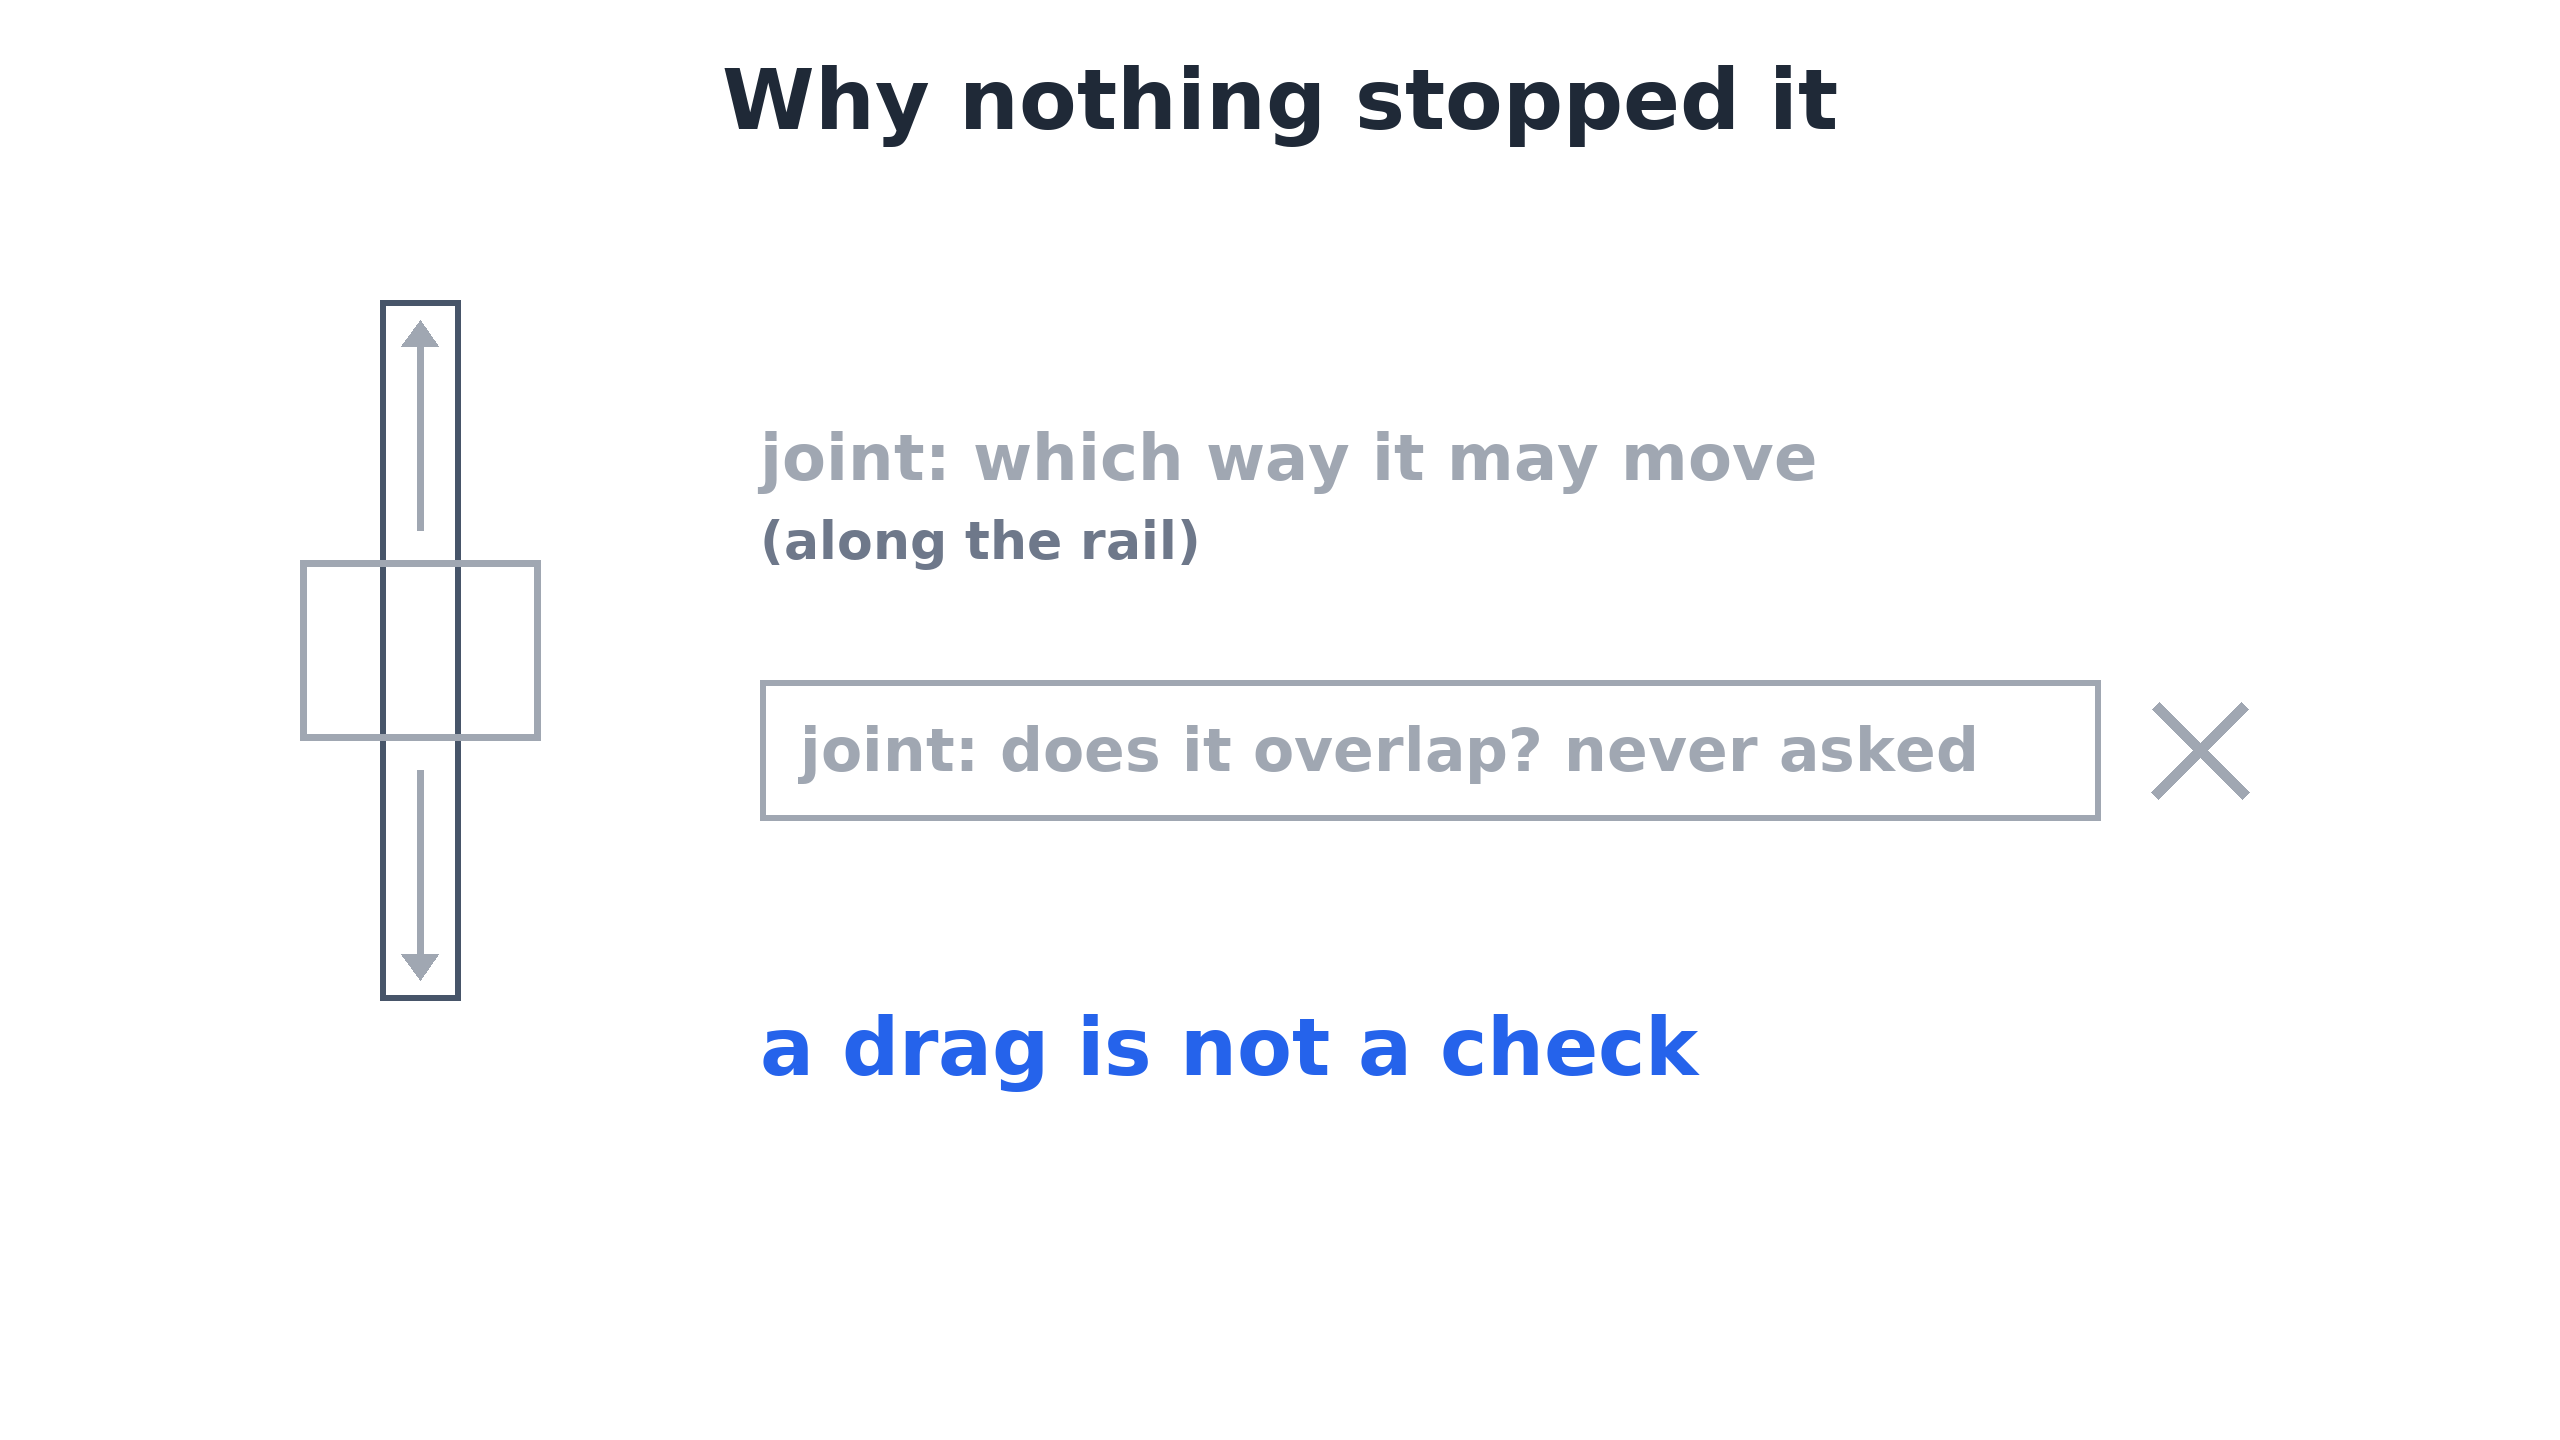 Why nothing stopped it
joint: which way it may move
(along the rail)
joint: does it overlap? never asked
a drag is not a check